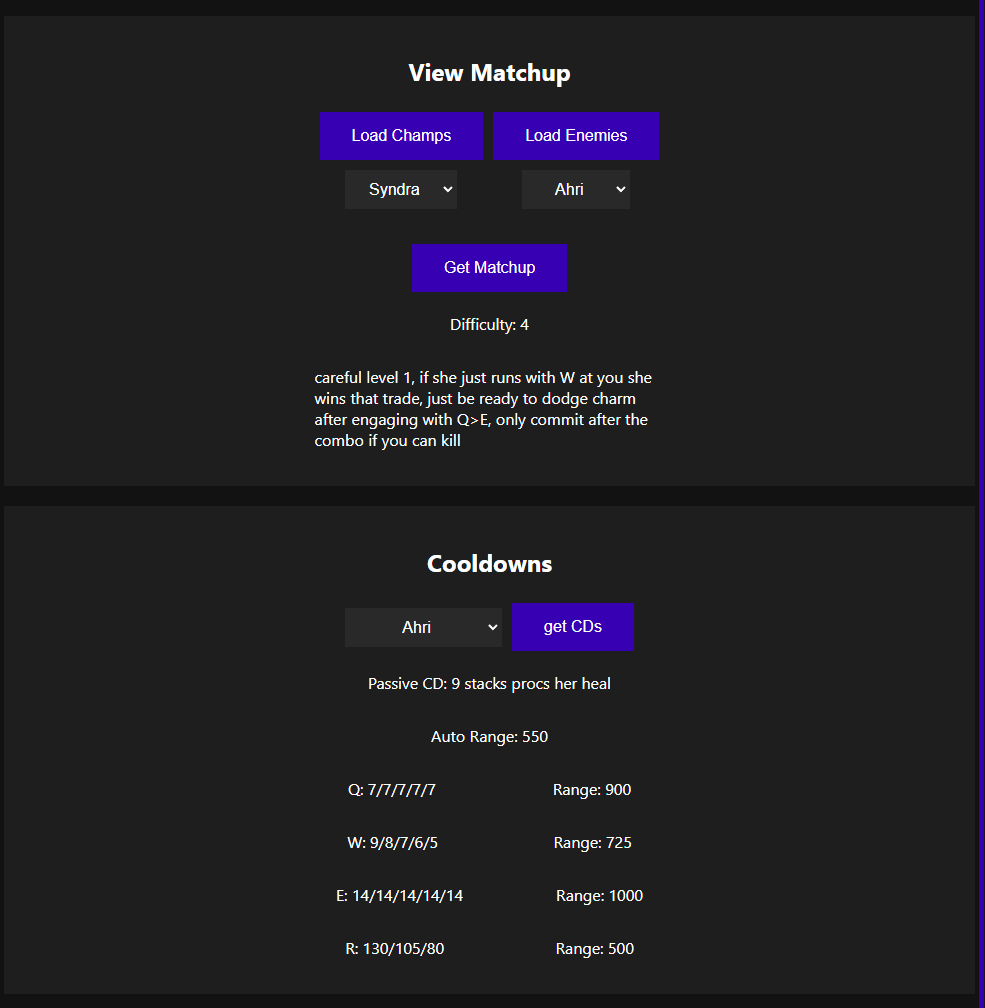 View Matchup
Load Champs Load Enemies
Syndra Ahri
Get Matchup
Difficulty: 4
careful level 1, if she just runs with W at you she
wins that trade, just be ready to dodge charm
after engaging with Q>E, only commit after the
combo if you can kill
Cooldowns
Ahri get CDs
Passive CD: 9 stacks procs her heal
Auto Range: 550
Q: 7/7/7/7/7 Range: 900
W: 9/8/7/6/5 Range: 725
E: 14/14/14/14/14 Range: 1000
R: 130/105/80 Range: 500